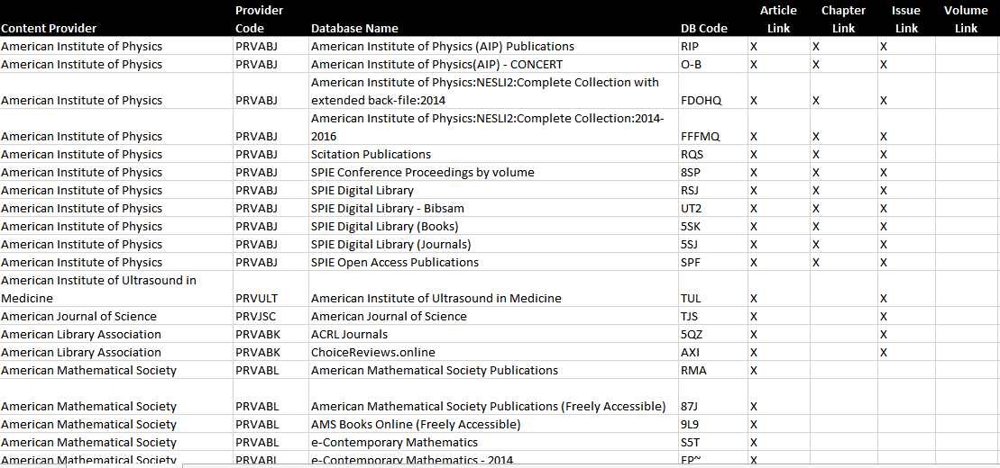 Content Provider Provider Code Database Name DB Code Article Link Chapter Link Issue Link Volume Link
American Institute of Physics PRVABJ American Institute of Physics (AIP) Publications RIP X X X
American Institute of Physics PRVABJ American Institute of Physics(AIP) - CONCERT O-B X X X
American Institute of Physics PRVABJ American Institute of Physics:NESLI2:Complete Collection with extended back-file:2014 FDOHQ X X X
American Institute of Physics PRVABJ American Institute of Physics:NESLI2:Complete Collection:2014-2016 FFFMQ X X X
American Institute of Physics PRVABJ Scitation Publications RQS X X X
American Institute of Physics PRVABJ SPIE Conference Proceedings by volume 8SP X X X
American Institute of Physics PRVABJ SPIE Digital Library RSJ X X X
American Institute of Physics PRVABJ SPIE Digital Library - Bibsam UT2 X X X
American Institute of Physics PRVABJ SPIE Digital Library (Books) 5SK X X X
American Institute of Physics PRVABJ SPIE Digital Library (Journals) 5SJ X X X
American Institute of Physics PRVABJ SPIE Open Access Publications SPF X X X
American Institute of Ultrasound in Medicine PRVULT American Institute of Ultrasound in Medicine TUL X X
American Journal of Science PRVJSC American Journal of Science TJS X X
American Library Association PRVABK ACRL Journals 5QZ X X
American Library Association PRVABK ChoiceReviews.online AXI X X
American Mathematical Society PRVABL American Mathematical Society Publications RMA X
American Mathematical Society PRVABL American Mathematical Society Publications (Freely Accessible) 87J X
American Mathematical Society PRVABL AMS Books Online (Freely Accessible) 9L9 X
American Mathematical Society PRVABL e-Contemporary Mathematics S5T X
American Mathematical Society PRVABL e-Contemporary Mathematics - 2014 X